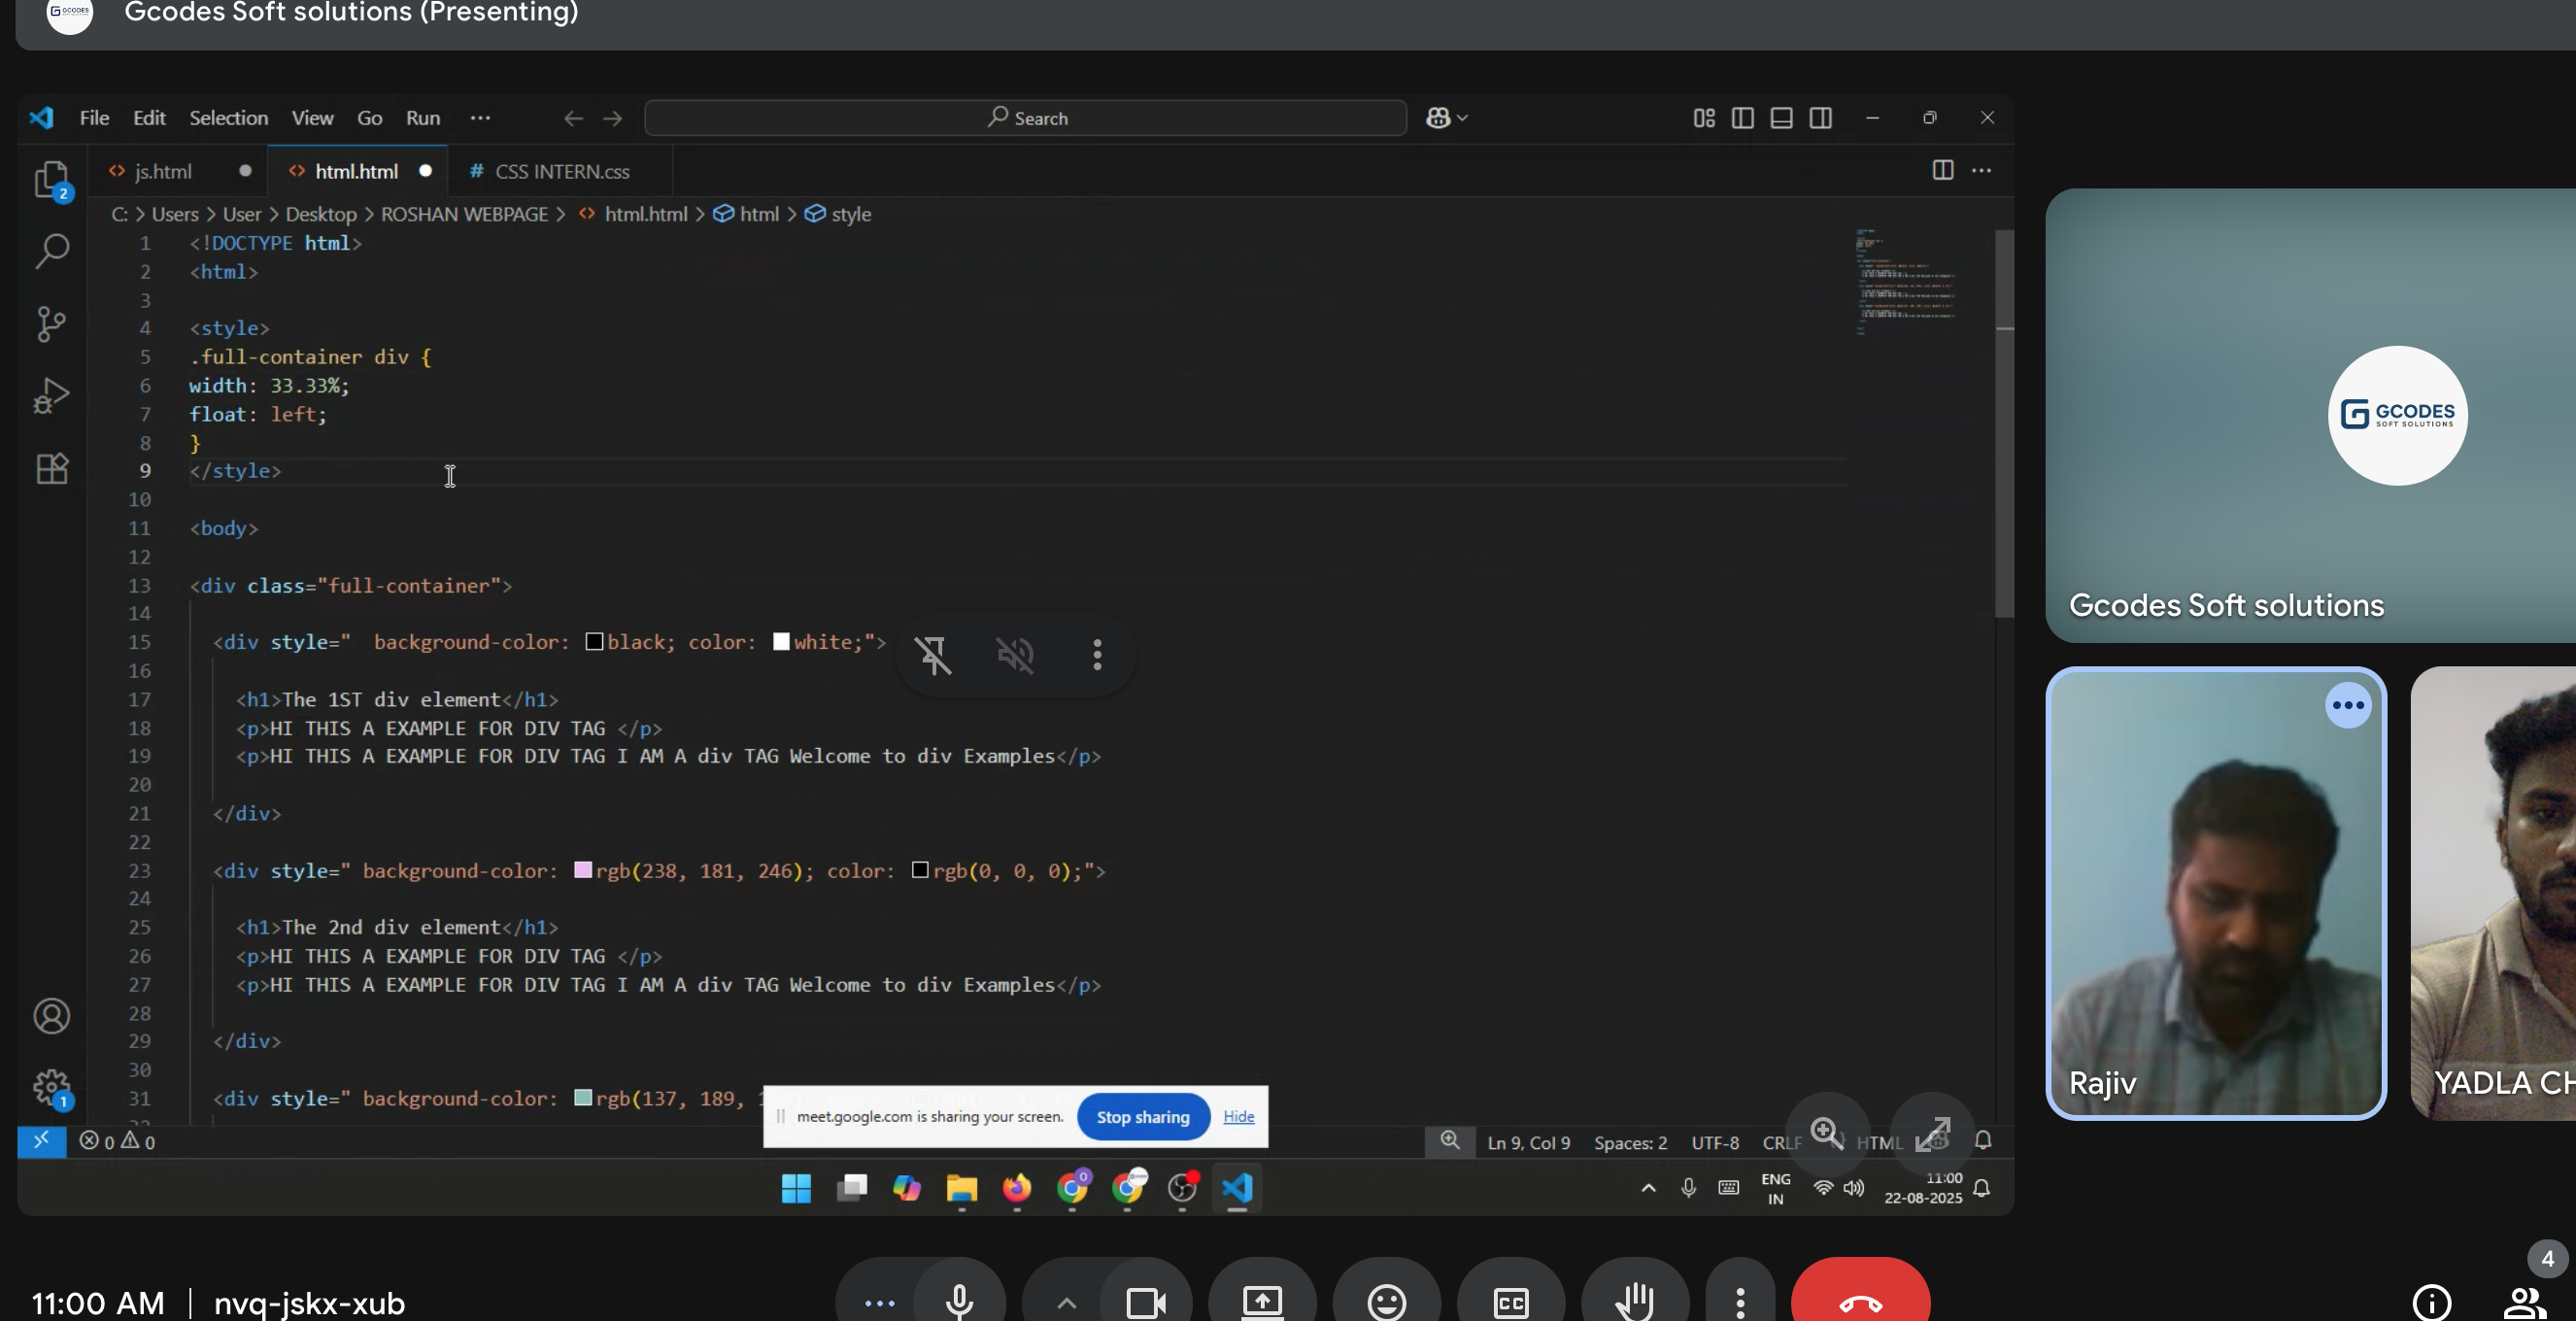 GCODES
Gcodes Soft solutions (Presenting)
File Edit Selection View Go Run ··· Search
js.html html.html # CSS INTERN.css
C: > Users > User > Desktop > ROSHAN WEBPAGE > html.html > html > style
1 <!DOCTYPE html>
2 <html>
3
4 <style>
5 .full-container div {
6 width: 33.33%;
7 float: left;
8 }
9 </style>
10
11 <body>
12
13 <div class="full-container">
14
15 <div style="  background-color: black; color: white;">
16
17 <h1>The 1ST div element</h1>
18 <p>HI THIS A EXAMPLE FOR DIV TAG </p>
19 <p>HI THIS A EXAMPLE FOR DIV TAG I AM A div TAG Welcome to div Examples</p>
20
21 </div>
22
23 <div style=" background-color: rgb(238, 181, 246); color: rgb(0, 0, 0);">
24
25 <h1>The 2nd div element</h1>
26 <p>HI THIS A EXAMPLE FOR DIV TAG </p>
27 <p>HI THIS A EXAMPLE FOR DIV TAG I AM A div TAG Welcome to div Examples</p>
28
29 </div>
30
31 <div style=" background-color: rgb(137, 189,
2
1
meet.google.com is sharing your screen. Stop sharing Hide
0 0 Ln 9, Col 9 Spaces: 2 UTF-8 CRLF HTML
ENG
IN
11:00
22-08-2025
GCODES
SOFT SOLUTIONS
Gcodes Soft solutions
Rajiv
YADLA CH
11:00 AM | nvq-jskx-xub
CC
4